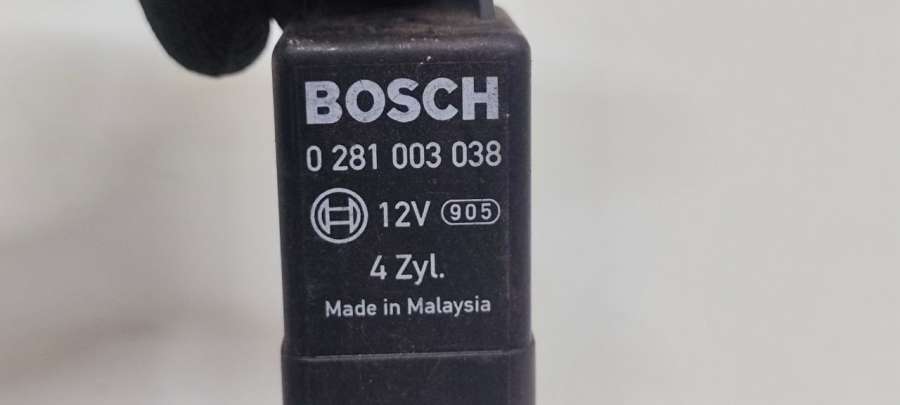 BOSCH
0 281 003 038
12V 905
4 Zyl.
Made in Malaysia